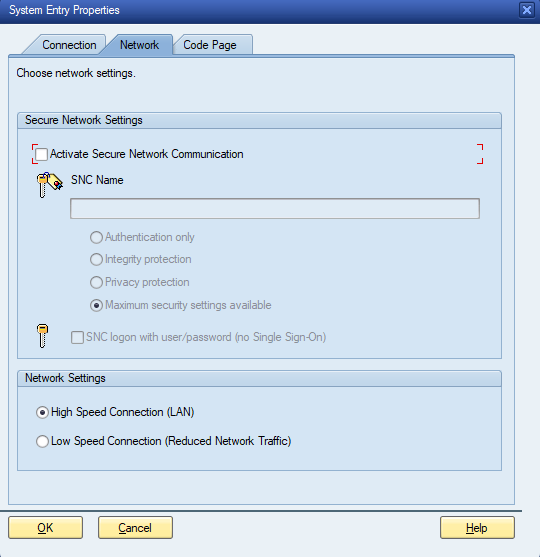 System Entry Properties
Connection Network Code Page
Choose network settings.
Secure Network Settings
Activate Secure Network Communication
SNC Name
Authentication only
Integrity protection
Privacy protection
Maximum security settings available
SNC logon with user/password (no Single Sign-On)
Network Settings
High Speed Connection (LAN)
Low Speed Connection (Reduced Network Traffic)
OK Cancel Help